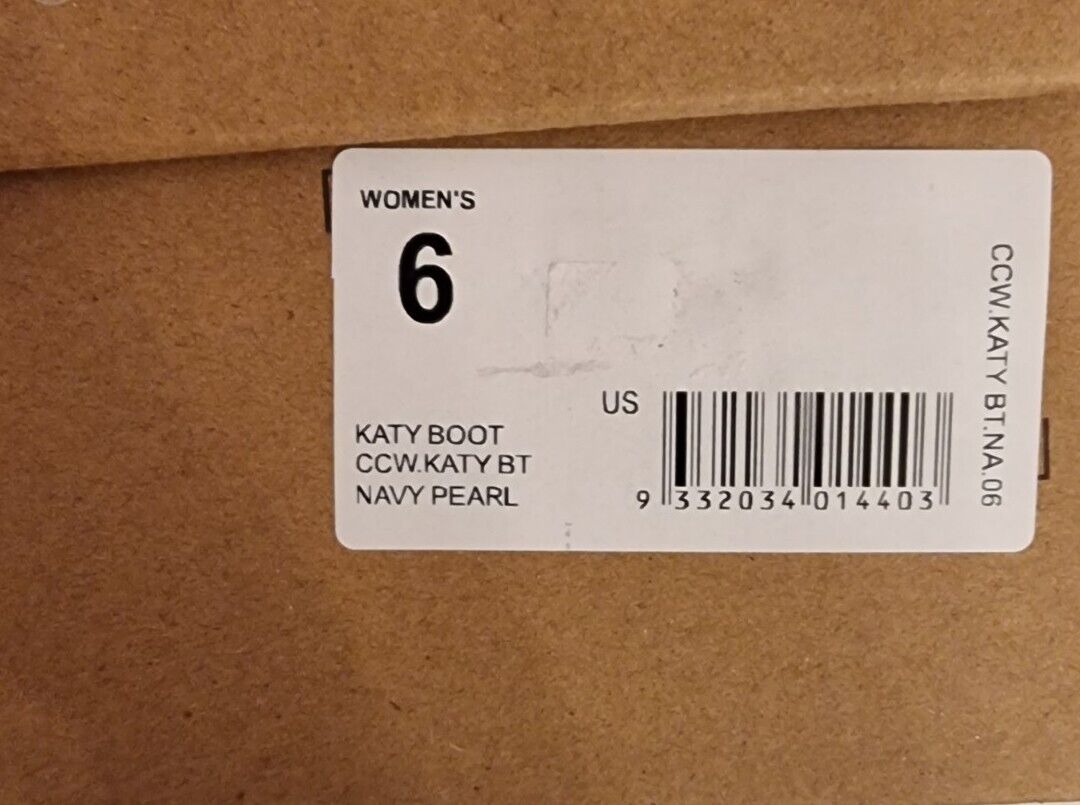 WOMEN'S
6
US
KATY BOOT
CCW.KATY BT
NAVY PEARL
9 332034 014403
CCW.KATY BT.NA.06